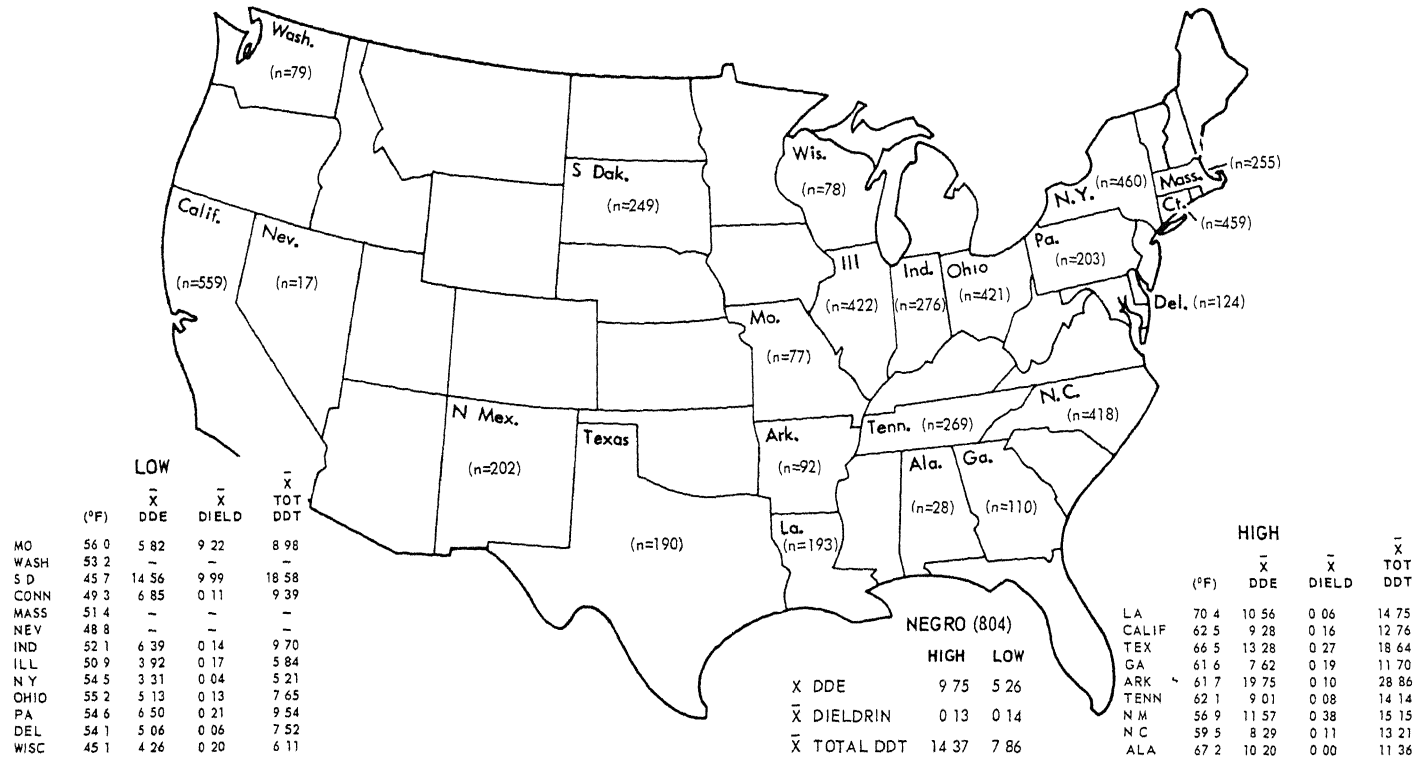 Wash.
(n=79)
Wis.
(n=78)
S Dak.
(n=249)
N.Y. (n=460)
Mass.
(n=255)
Ct.
(n=459)
Calif.
(n=559)
Nev.
(n=17)
Pa.
(n=203)
Ill
(n=422)
Ind.
(n=276)
Ohio
(n=421)
Del. (n=124)
Mo.
(n=77)
N.C.
(n=418)
Tenn. (n=269)
N Mex.
(n=202)
Texas
(n=190)
Ark.
(n=92)
Ala.
(n=28)
Ga.
(n=110)
La.
(n=193)
LOW
X̄ X̄ X̄
TOT
(°F) DDE DIELD DDT
MO 56 0 5 82 9 22 8 98
WASH 53 2 – – –
S D 45 7 14 56 9 99 18 58
CONN 49 3 6 85 0 11 9 39
MASS 51 4 – – –
NEV 48 8 – – –
IND 52 1 6 39 0 14 9 70
ILL 50 9 3 92 0 17 5 84
N Y 54 5 3 31 0 04 5 21
OHIO 55 2 5 13 0 13 7 65
PA 54 6 6 50 0 21 9 54
DEL 54 1 5 06 0 06 7 52
WISC 45 1 4 26 0 20 6 11
NEGRO (804)
HIGH LOW
X DDE 9 75 5 26
X̄ DIELDRIN 0 13 0 14
X̄ TOTAL DDT 14 37 7 86
HIGH
X̄ X̄ X̄
TOT
(°F) DDE DIELD DDT
LA 70 4 10 56 0 06 14 75
CALIF 62 5 9 28 0 16 12 76
TEX 66 5 13 28 0 27 18 64
GA 61 6 7 62 0 19 11 70
ARK 61 7 19 75 0 10 28 86
TENN 62 1 9 01 0 08 14 14
N M 56 9 11 57 0 38 15 15
N C 59 5 8 29 0 11 13 21
ALA 67 2 10 20 0 00 11 36